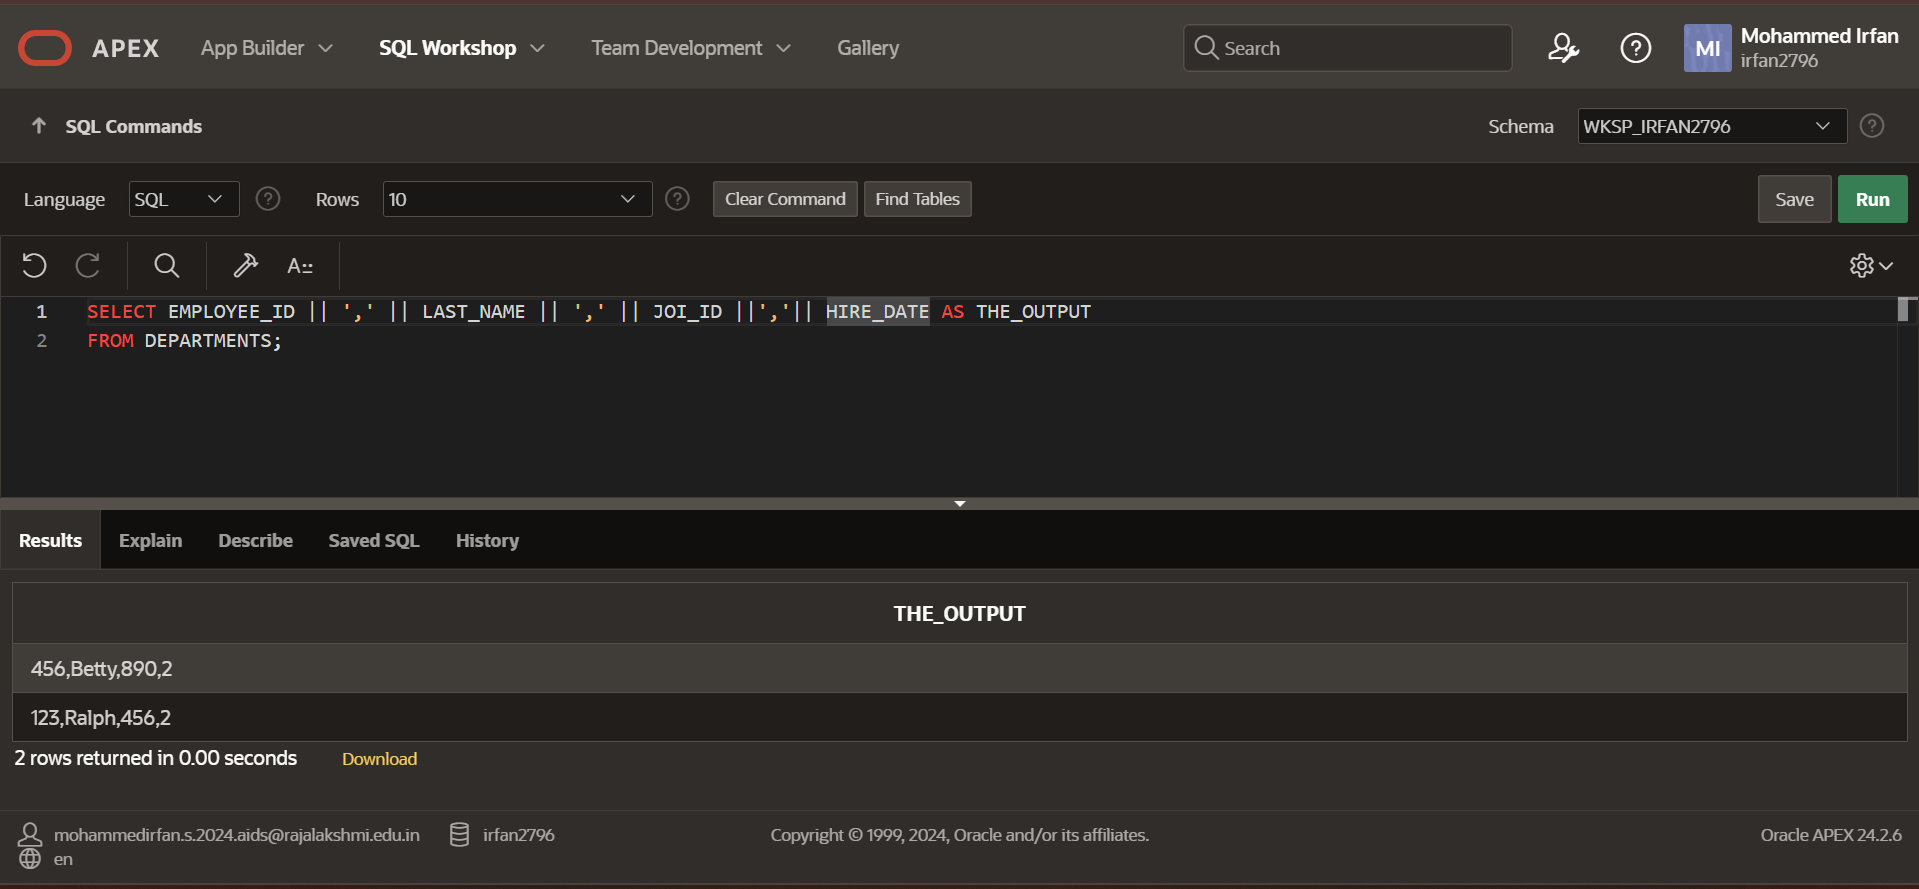 APEX App Builder SQL Workshop Team Development Gallery Search MI Mohammed Irfan
irfan2796
SQL Commands Schema WKSP_IRFAN2796
Language SQL Rows 10 Clear Command Find Tables Save Run
A
1 SELECT EMPLOYEE_ID || ',' || LAST_NAME || ',' || JOI_ID ||','|| HIRE_DATE AS THE_OUTPUT
2 FROM DEPARTMENTS;
Results Explain Describe Saved SQL History
THE_OUTPUT
456,Betty,890,2
123,Ralph,456,2
2 rows returned in 0.00 seconds Download
mohammedirfan.s.2024.aids@rajalakshmi.edu.in irfan2796 Copyright © 1999, 2024, Oracle and/or its affiliates. Oracle APEX 24.2.6
en